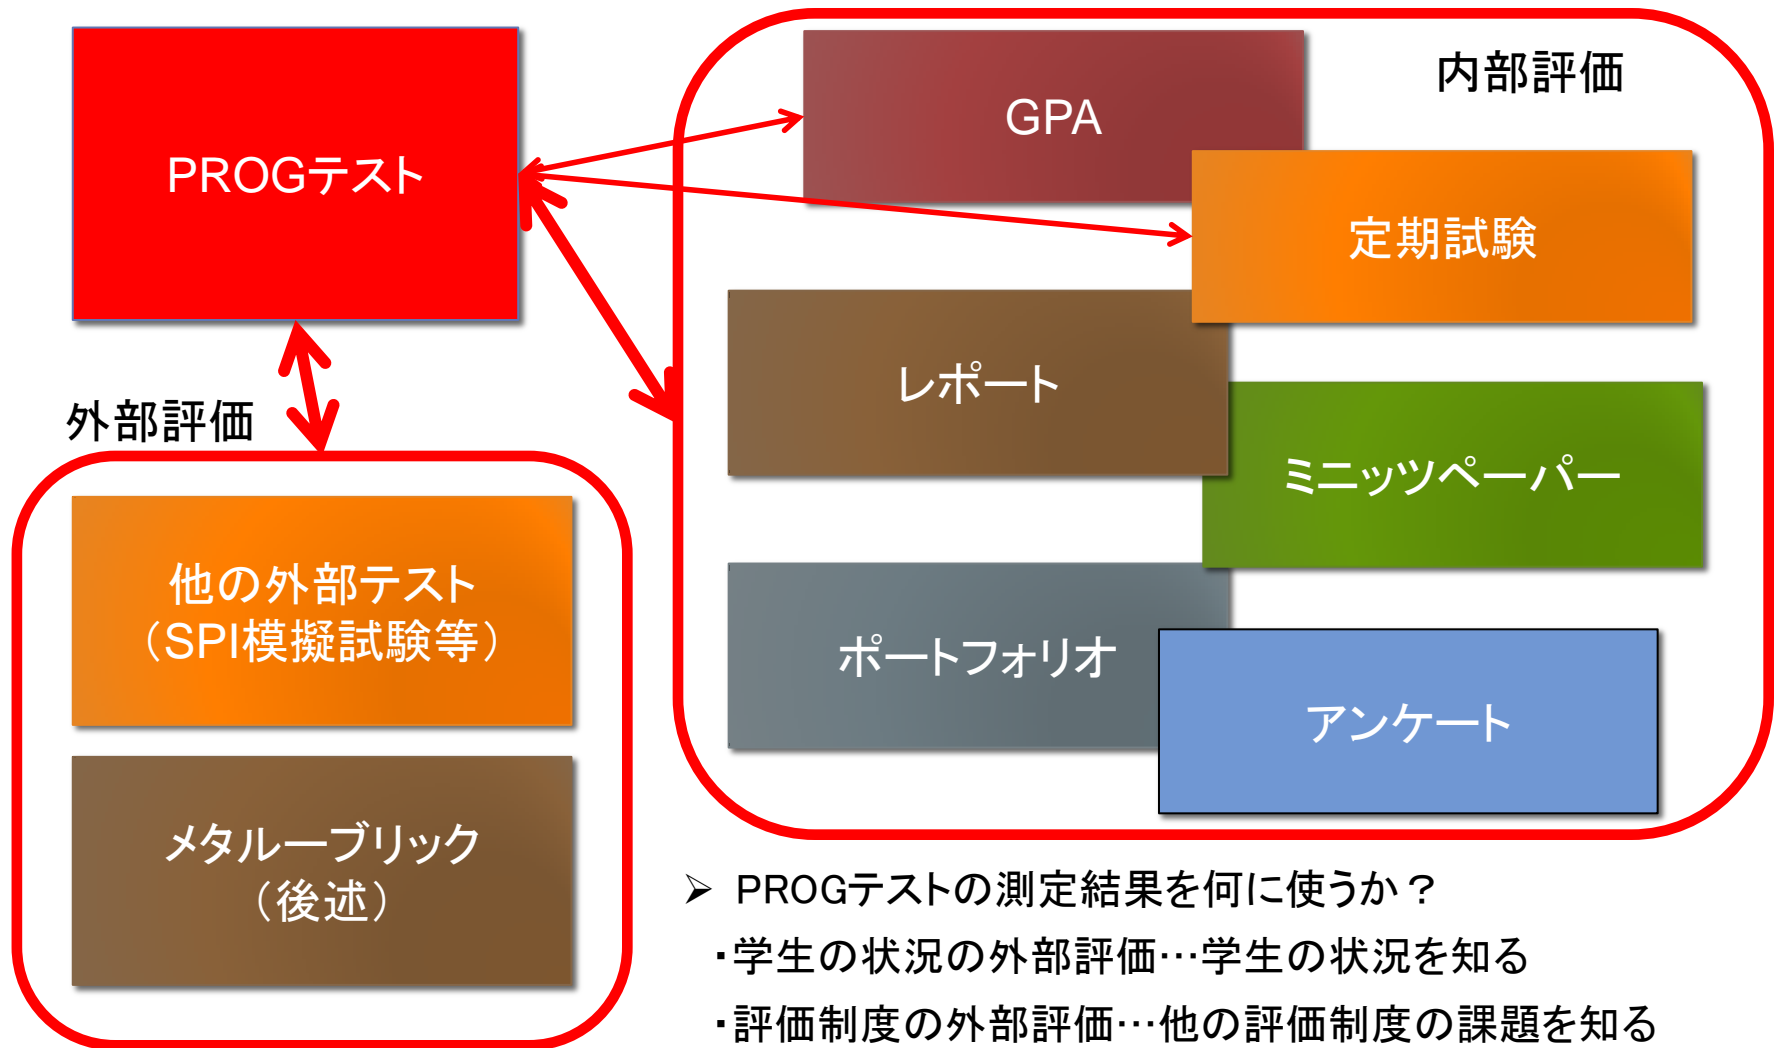 PROGテスト
内部評価
GPA
定期試験
レポート
ミニッツペーパー
ポートフォリオ
アンケート
外部評価
他の外部テスト
（SPI模擬試験等）
メタルーブリック
（後述）
➢ PROGテストの測定結果を何に使うか？
・学生の状況の外部評価…学生の状況を知る
・評価制度の外部評価…他の評価制度の課題を知る